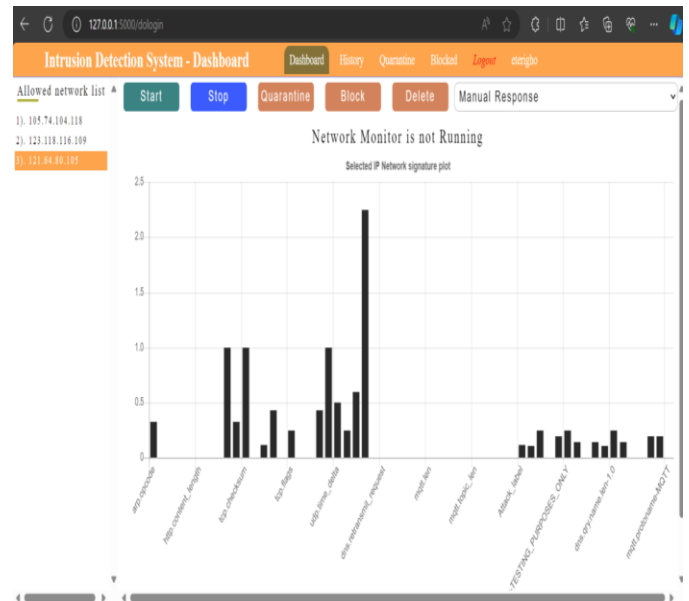 127.0.0.1:5000/dologin
Intrusion Detection System - Dashboard
Dashboard History Quarantine Blocked Logout eterigho
Allowed network list
1). 105.74.104.118
2). 123.118.116.109
3). 121.64.80.105
Start Stop Quarantine Block Delete Manual Response
Network Monitor is not Running
Selected IP Network signature plot
2.5
2.0
1.5
1.0
0.5
0
arp.opcode
http.content_length
tcp.checksum
tcp.flags
udp.time_delta
dns.retransmit_request
mqtt.len
mqtt.topic_len
Attack_label
-TESTING_PURPOSES_ONLY
dns.qry.name.len-1.0
mqtt.protoname-MQTT